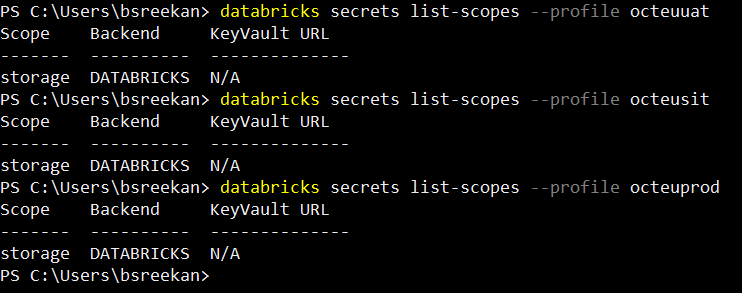 PS C:\Users\bsreekan> databricks secrets list-scopes --profile octeuuat
Scope    Backend     KeyVault URL
-------  ----------  --------------
storage  DATABRICKS  N/A
PS C:\Users\bsreekan> databricks secrets list-scopes --profile octeusit
Scope    Backend     KeyVault URL
-------  ----------  --------------
storage  DATABRICKS  N/A
PS C:\Users\bsreekan> databricks secrets list-scopes --profile octeuprod
Scope    Backend     KeyVault URL
-------  ----------  --------------
storage  DATABRICKS  N/A
PS C:\Users\bsreekan>